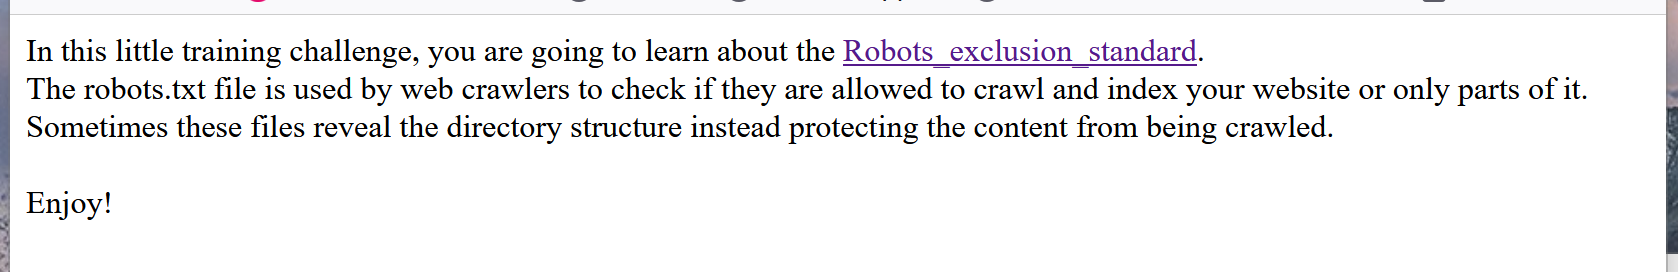 In this little training challenge, you are going to learn about the Robots_exclusion_standard.
The robots.txt file is used by web crawlers to check if they are allowed to crawl and index your website or only parts of it.
Sometimes these files reveal the directory structure instead protecting the content from being crawled.
Enjoy!